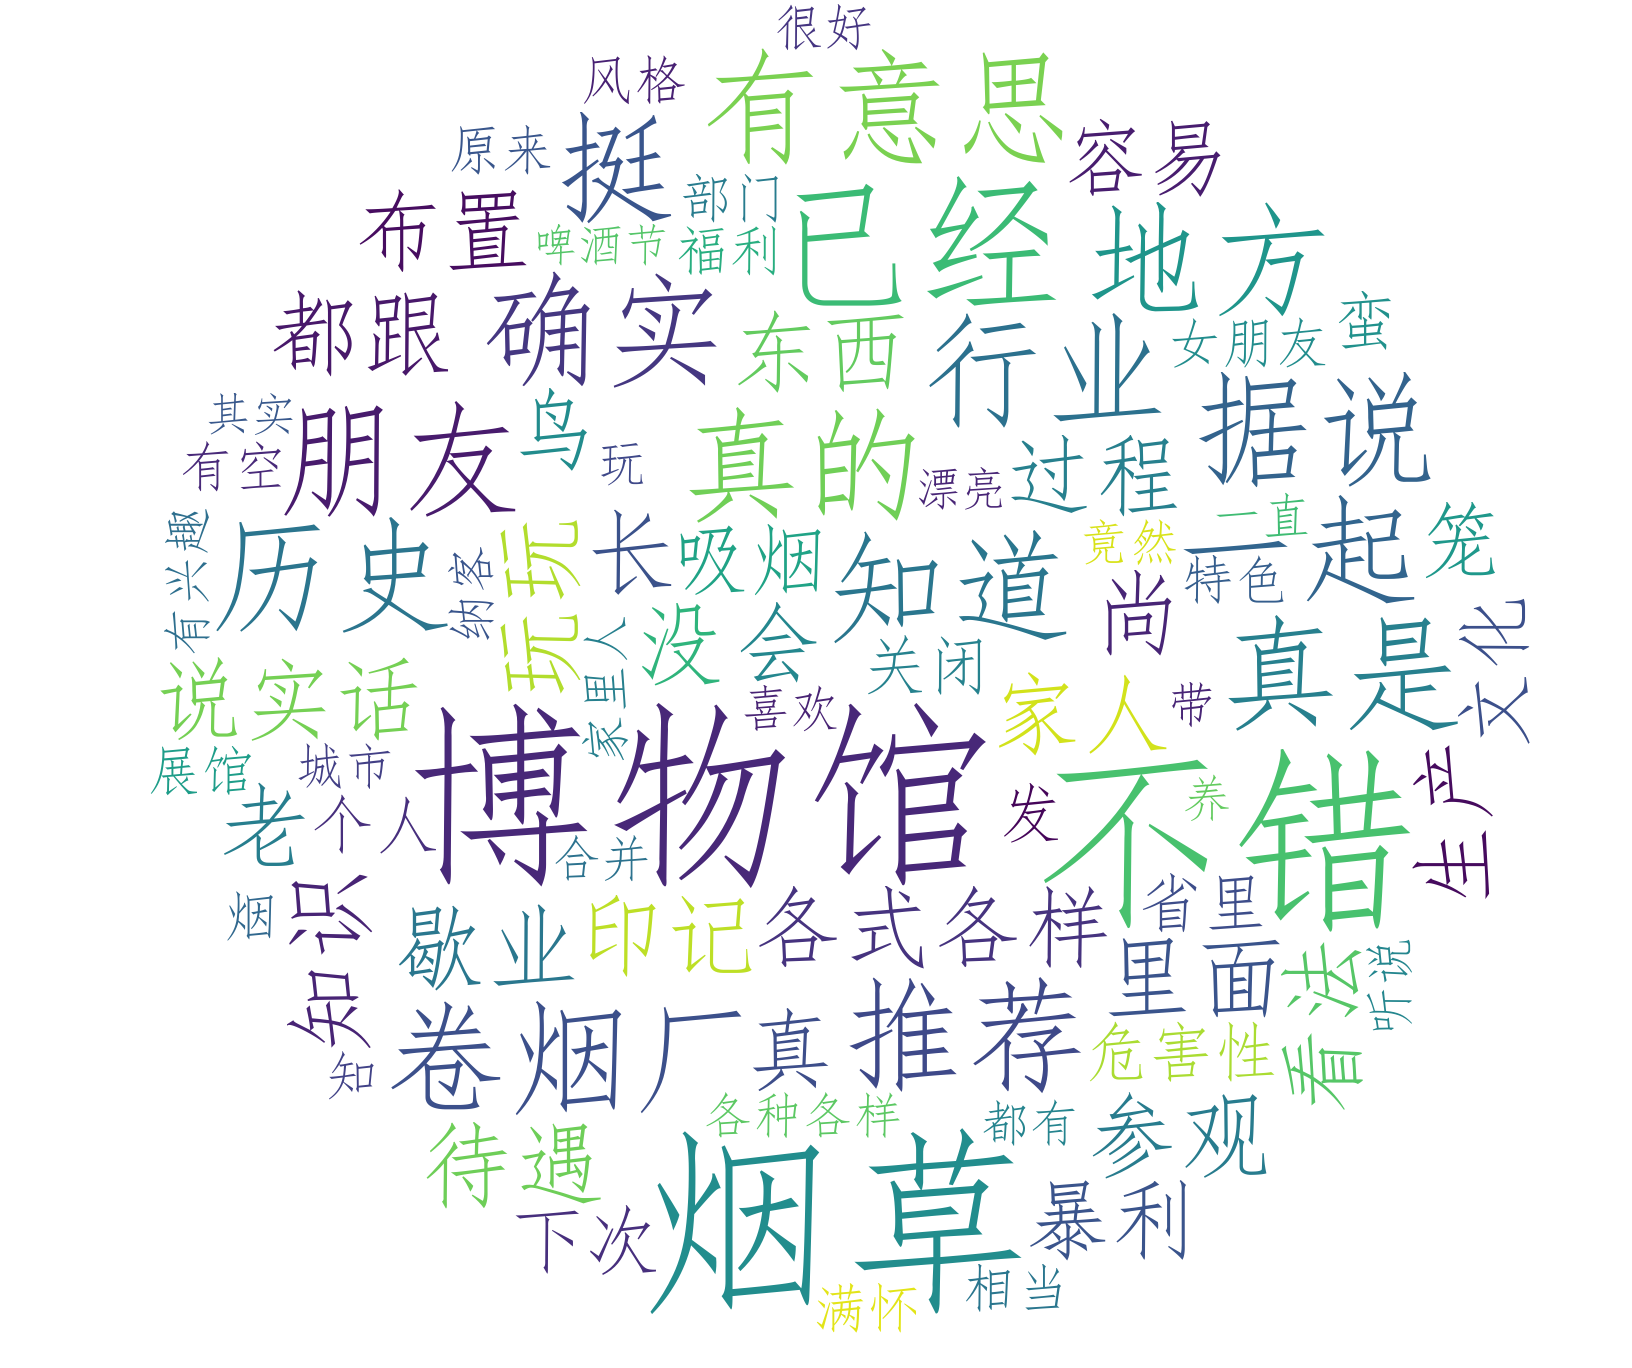 很好
风格
有意思
原来
挺
容易
布置
部门
已经
地方
啤酒节
福利
都跟
确实
东西
行业
女朋友
蛮
其实
朋友
鸟
真的
据说
有空
玩
漂亮
过程
一直
笼
有兴趣
历史
纳客
玩玩
长
吸烟
知道
竟然
一起
特色
尚
文化
说实话
家里人
没会
关闭
家人
带
真是
展馆
城市
博物馆
喜欢
不错
养
生产
老
个人
合并
发
烟
知识
歇业
印记
各式各样
省里
里面
看法
听说
知
卷烟厂
真
推荐
危害性
待遇
各种各样
都有
参观
下次
烟草
暴利
满怀
相当